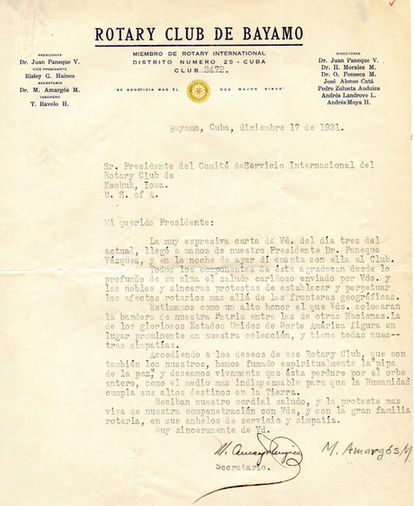 ROTARY CLUB DE BAYAMO
MIEMBRO DE ROTARY INTERNATIONAL
DISTRITO NUMERO 25 - CUBA
CLUB 3472.
"SE BENEFICIA MAS EL QUE MEJOR SIRVE"
PRESIDENTE
Dr. Juan Paneque V.
VICE-PRESIDENTE
Risley G. Haines
SECRETARIO
Dr. M. Amargós M.
TESORERO
T. Ravelo H.
DIRECTORES
Dr. Juan Paneque V.
Dr. H. Morales M.
Dr. O. Fonseca M.
José Alonso Catá
Pedro Zulueta Auduiza
Andrés Landrove L.
Andrés Moya H.
Bayamo, Cuba, diciembre 17 de 1931.
Sr. Presidente del Comité deServicio Internacional del
Rotary Club de
Keokuk, Iowa.
U. S. of A.
Mi querido Presidente:
La muy expresiva carta de Vd. del día tres del
actual, llegó a manos de nuestro Presidente Dr. Paneque
Vázquez, y en la noche de ayer dí cuenta con ella al Club.
Todos los componentes de éste agradecen desde lo
profundo de su alma el saludo cariñoso enviado por Vds. y
las nobles y sinceras protestas de establecer y perpetuar
los afectos rotarios mas allá de las fronteras geográficas.
Estimamos como un alto honor el que Vds. colocaran
la bandera de nuestra Patria entre las de otras Naciones.La
de los gloriosos Estados Unidos de Norte América figura en
lugar prominente en nuestra colección, y tiene todas nues--
tras simpatías.
Accediendo a los deseos de ese Rotary Club, que son
también los nuestros, hemos fumado espiritualmente la"pipa
de la paz", y deseamos vivamente que ésta perdure por el orbe
entero, como el medio mas indispensable para que la Humanidad
cumpla sus altos destinos en la Tierra.
Reciban nuestro cordial saludo, y la protesta mas
viva de nuestra compenetración con Vds, y con la gran familia
rotaria, en sus anhelos de servicio y simpatía.
Muy sinceramente de Vd.
M. Amargós M
Secretario.